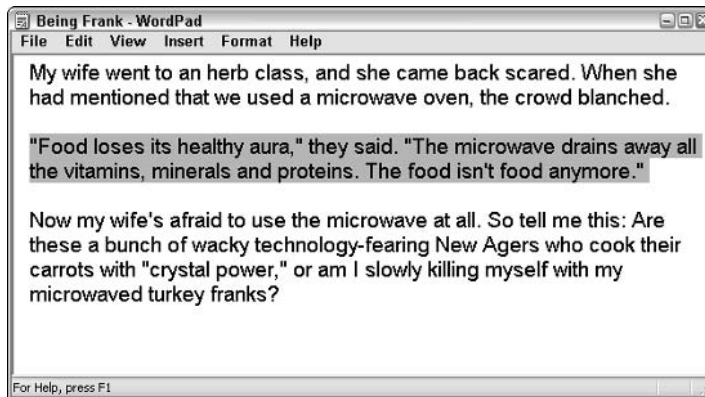 Being Frank - WordPad
File Edit View Insert Format Help
My wife went to an herb class, and she came back scared. When she
had mentioned that we used a microwave oven, the crowd blanched.
"Food loses its healthy aura," they said. "The microwave drains away all
the vitamins, minerals and proteins. The food isn't food anymore."
Now my wife's afraid to use the microwave at all. So tell me this: Are
these a bunch of wacky technology-fearing New Agers who cook their
carrots with "crystal power," or am I slowly killing myself with my
microwaved turkey franks?
For Help, press F1